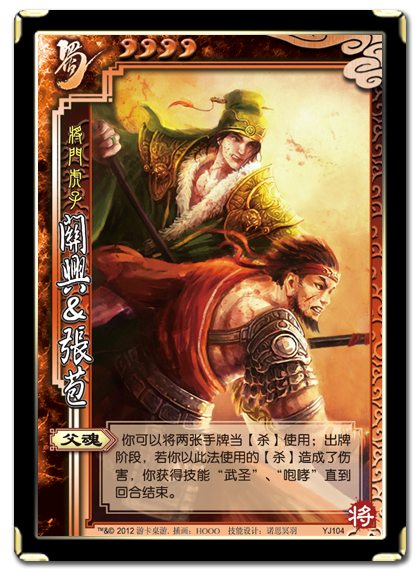 蜀
將門虎子
關興&張苞
父魂
你可以将两张手牌当【杀】使用；出牌
阶段，若你以此法使用的【杀】造成了伤
害，你获得技能“武圣”、“咆哮”直到
回合结束。
™&© 2012 游卡桌游. 插画：HOOO 技能设计：诺思冥羽 YJ104
将